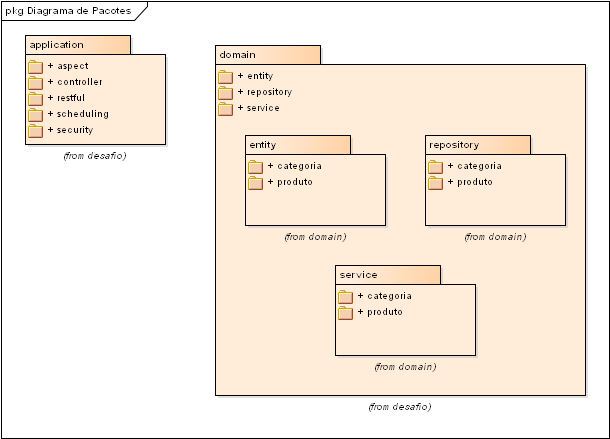 pkg Diagrama de Pacotes
application
+ aspect
+ controller
+ restful
+ scheduling
+ security
(from desafio)
domain
+ entity
+ repository
+ service
entity
+ categoria
+ produto
(from domain)
repository
+ categoria
+ produto
(from domain)
service
+ categoria
+ produto
(from domain)
(from desafio)